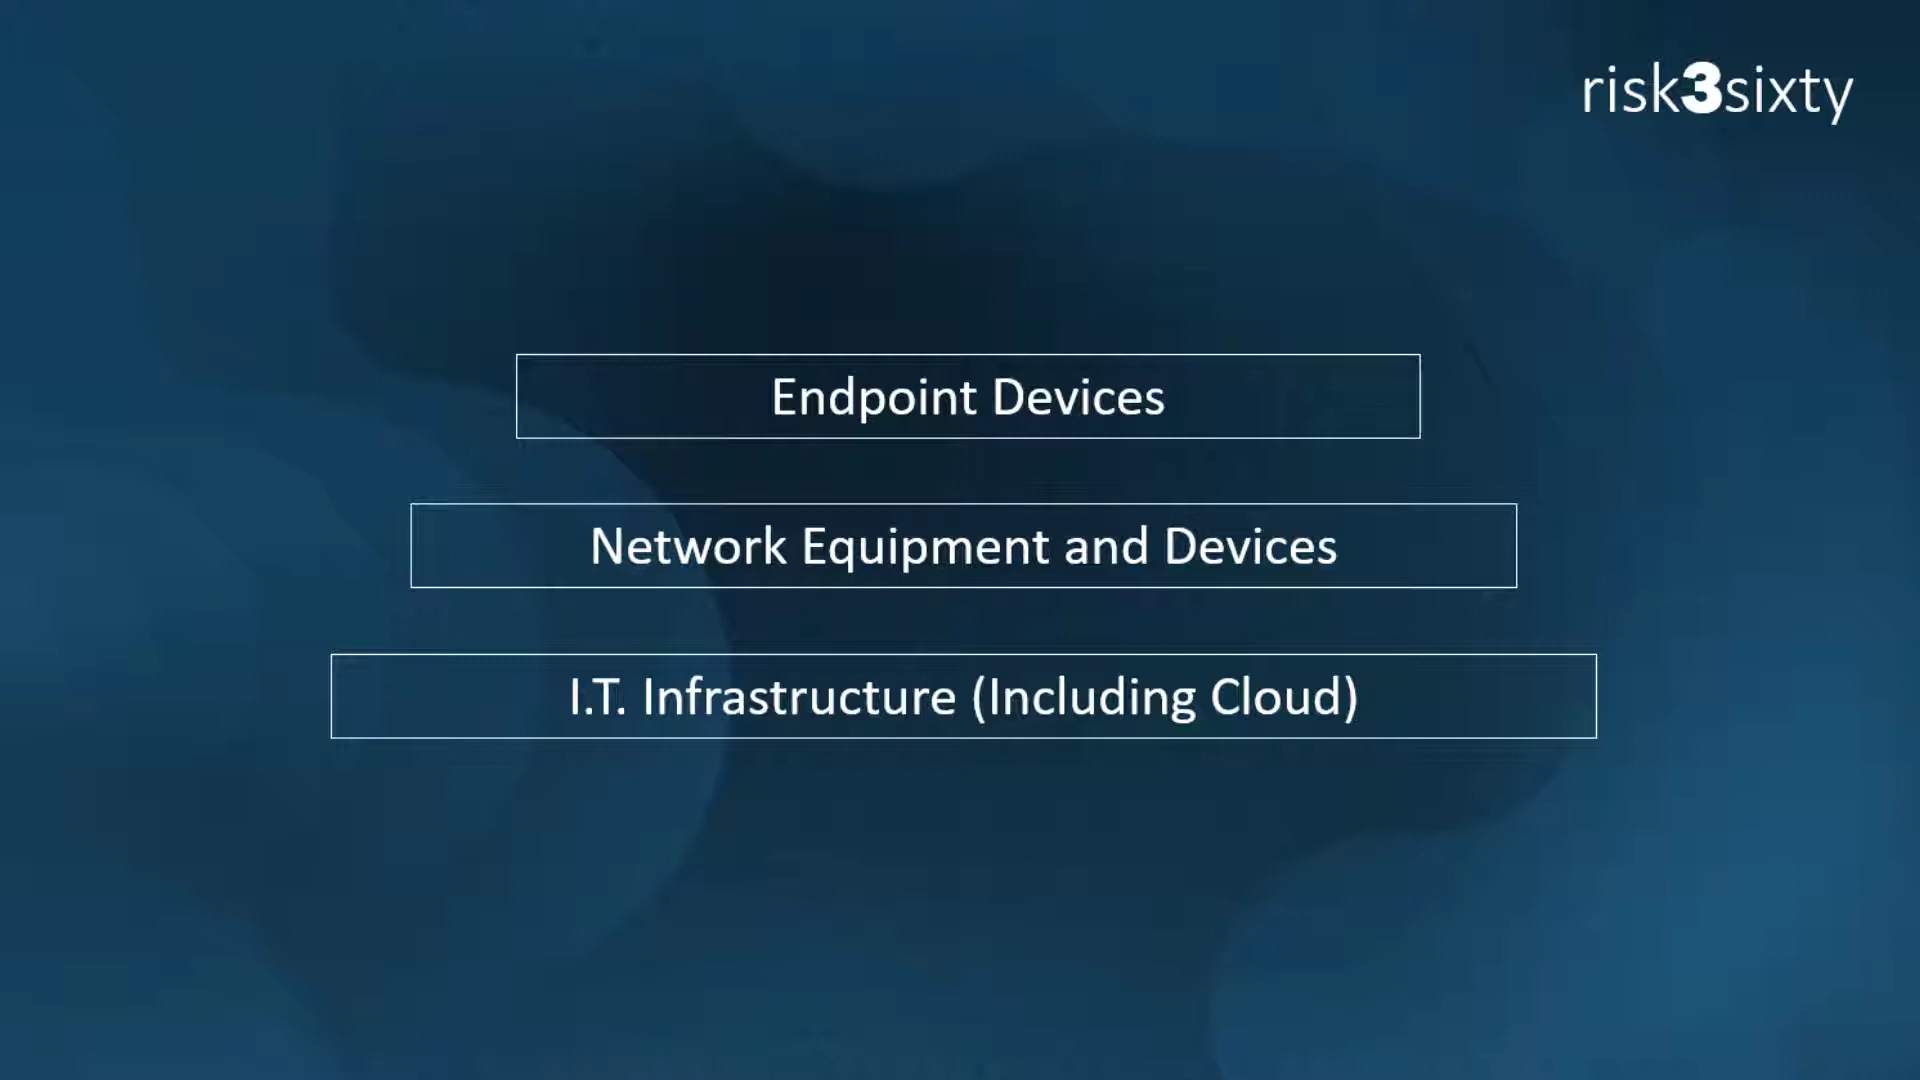 risk3sixty
Endpoint Devices
Network Equipment and Devices
I.T. Infrastructure (Including Cloud)